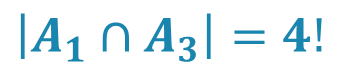 |A₁ ∩ A₃| = 4!